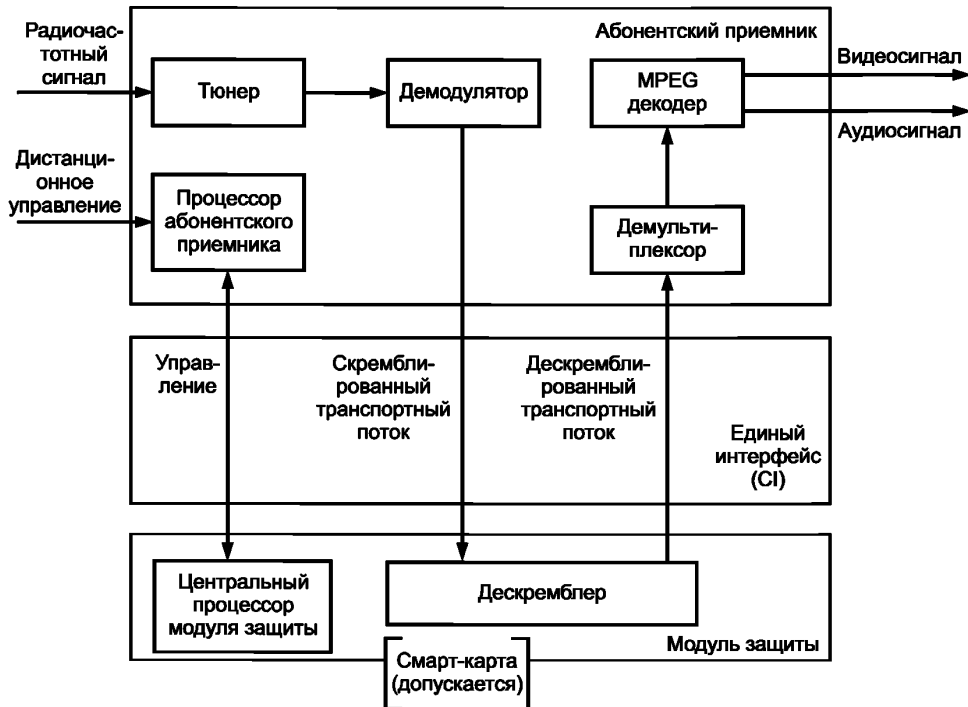 Радиочас-
тотный
сигнал
Абонентский приемник
Видеосигнал
Тюнер
Демодулятор
MPEG
декодер
Аудиосигнал
Дистанци-
онное
управление
Процессор
абонентского
приемника
Демульти-
плексор
Управ-
ление
Скрембли-
рованный
транспортный
поток
Дескрембли-
рованный
транспортный
поток
Единый
интерфейс
(CI)
Центральный
процессор
модуля защиты
Дескремблер
Модуль защиты
Смарт-карта
(допускается)